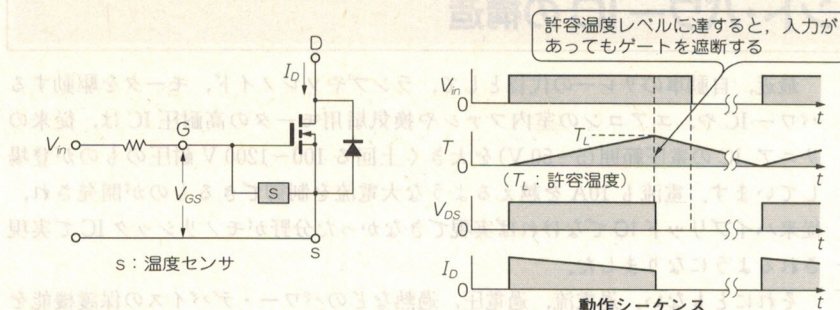 許容温度レベルに達すると，入力が
あってもゲートを遮断する
D
I_D
V_in
G
V_GS
S
S
S：温度センサ
V_in
0
t
T
0
T_L
t
(T_L：許容温度)
V_DS
0
t
I_D
0
t
動作シーケンス